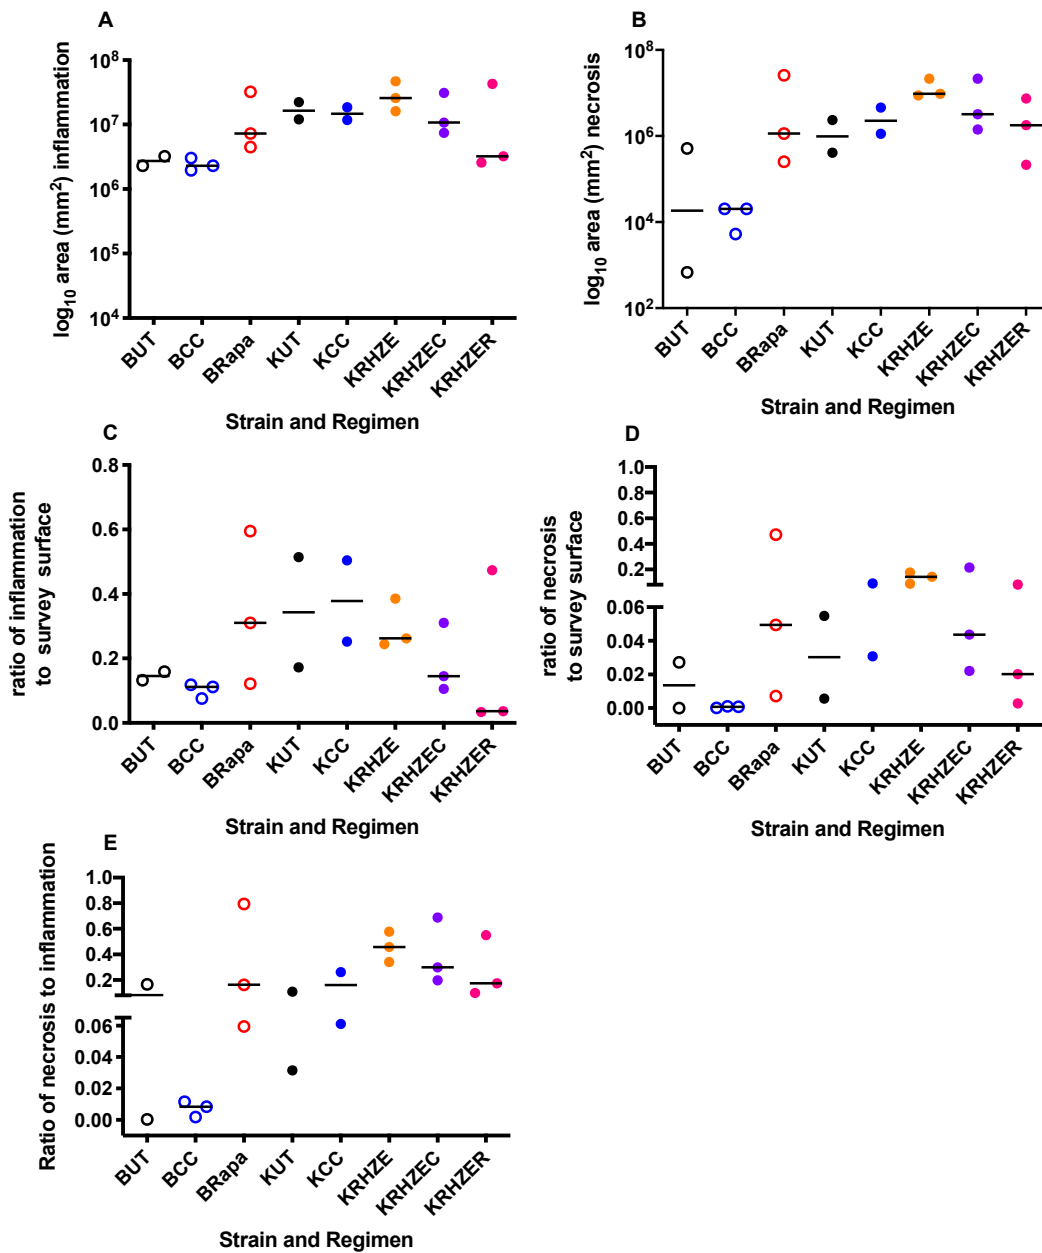 A
log10 area (mm2) inflammation
10^8
10^7
10^6
10^5
10^4
BUT
BCC
BRapa
KUT
KCC
KRHZE
KRHZEC
KRHZER
Strain and Regimen
B
log10 area (mm2) necrosis
10^8
10^6
10^4
10^2
BUT
BCC
BRapa
KUT
KCC
KRHZE
KRHZEC
KRHZER
Strain and Regimen
C
ratio of inflammation
to survey surface
0.8
0.6
0.4
0.2
0.0
BUT
BCC
BRapa
KUT
KCC
KRHZE
KRHZEC
KRHZER
Strain and Regimen
D
ratio of necrosis
to survey surface
1.0
0.8
0.6
0.4
0.2
0.06
0.04
0.02
0.00
BUT
BCC
BRapa
KUT
KCC
KRHZE
KRHZEC
KRHZER
Strain and Regimen
E
Ratio of necrosis to inflammation
1.0
0.8
0.6
0.4
0.2
0.06
0.04
0.02
0.00
BUT
BCC
BRapa
KUT
KCC
KRHZE
KRHZEC
KRHZER
Strain and Regimen